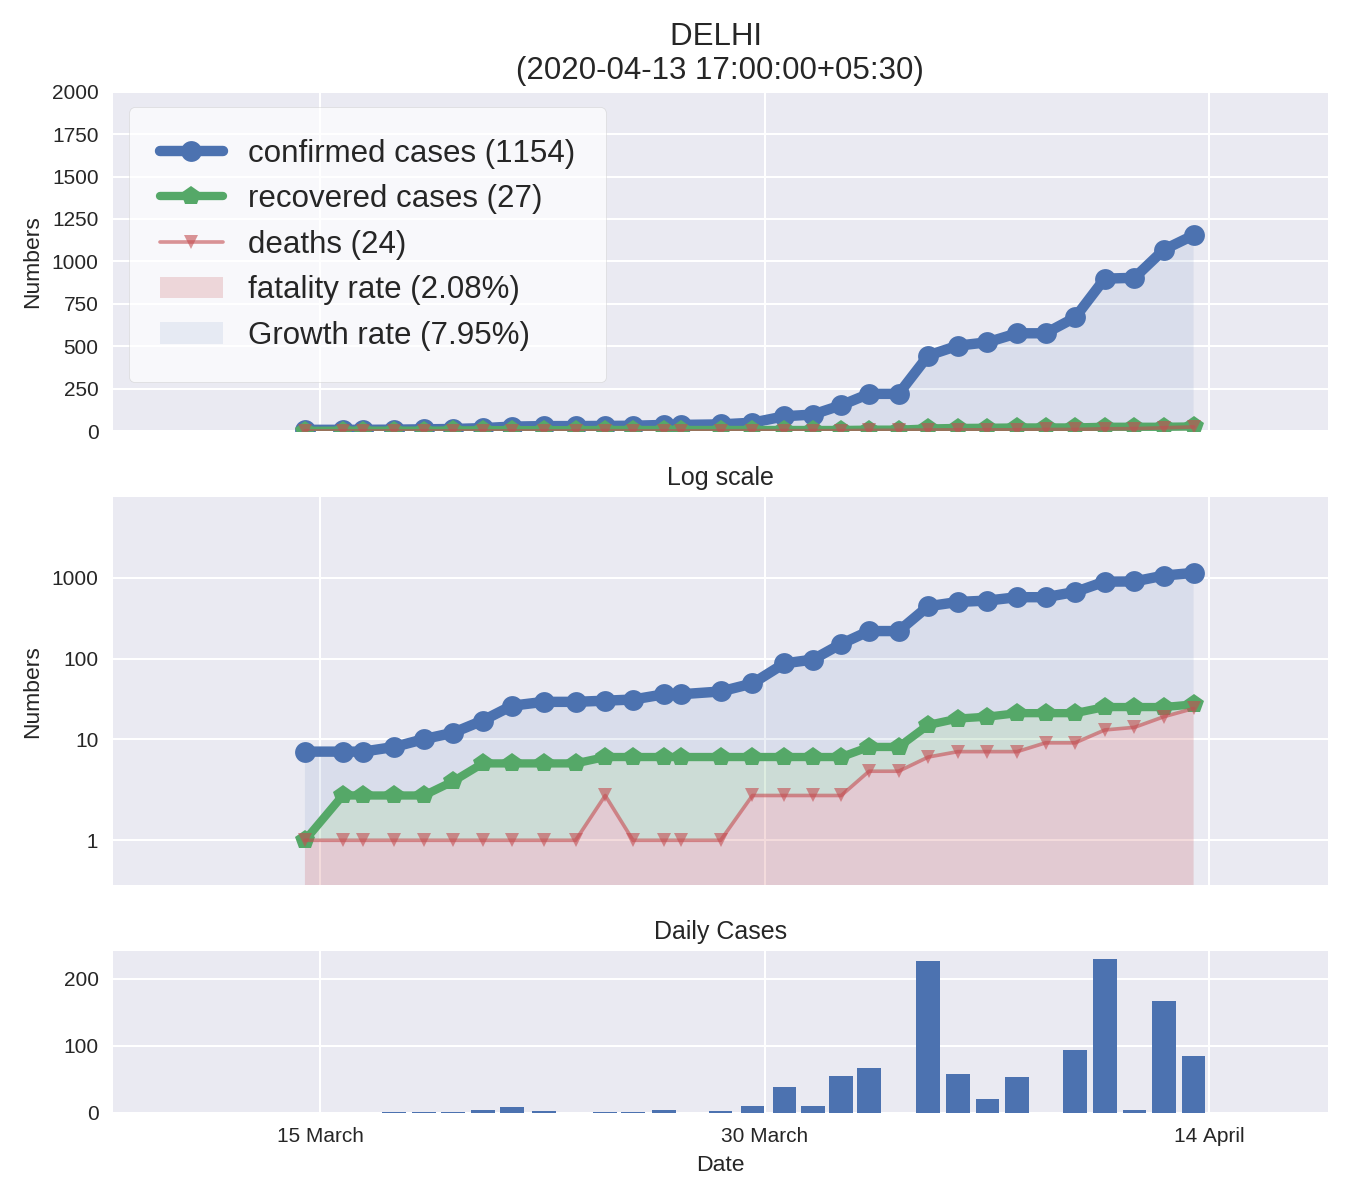 DELHI
(2020-04-13 17:00:00+05:30)
2000
1750
1500
1250
1000
750
500
250
0
Numbers
confirmed cases (1154)
recovered cases (27)
deaths (24)
fatality rate (2.08%)
Growth rate (7.95%)
Log scale
1000
100
10
1
Numbers
Daily Cases
200
100
0
15 March
30 March
14 April
Date